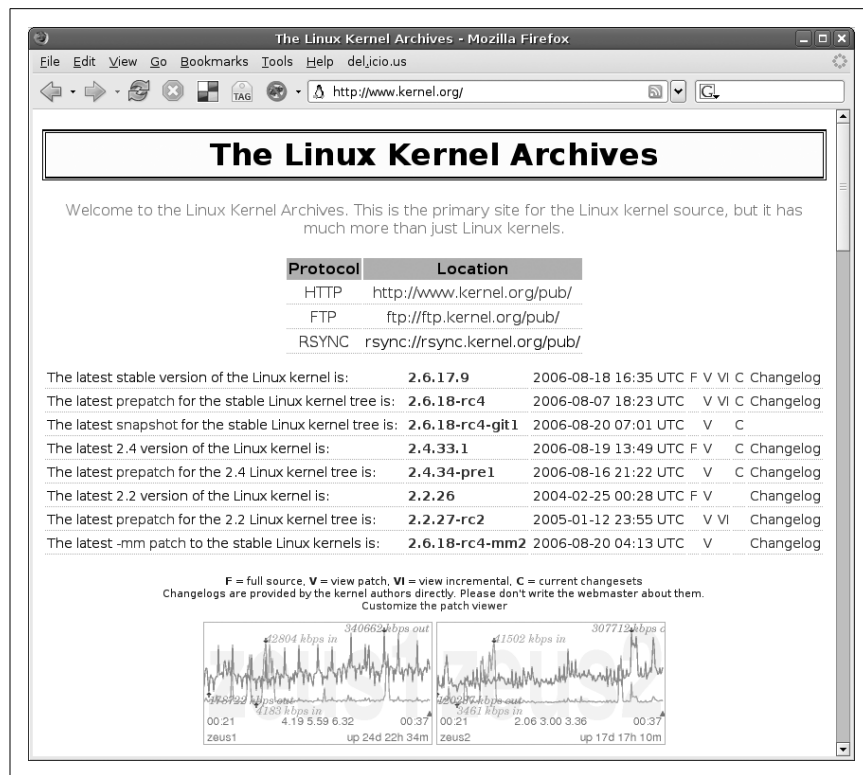 The Linux Kernel Archives - Mozilla Firefox
File Edit View Go Bookmarks Tools Help del.icio.us
TAG http://www.kernel.org/ G
The Linux Kernel Archives
Welcome to the Linux Kernel Archives. This is the primary site for the Linux kernel source, but it has
much more than just Linux kernels.
Protocol Location
HTTP http://www.kernel.org/pub/
FTP ftp://ftp.kernel.org/pub/
RSYNC rsync://rsync.kernel.org/pub/
The latest stable version of the Linux kernel is: 2.6.17.9 2006-08-18 16:35 UTC F V VI C Changelog
The latest prepatch for the stable Linux kernel tree is: 2.6.18-rc4 2006-08-07 18:23 UTC V VI C Changelog
The latest snapshot for the stable Linux kernel tree is: 2.6.18-rc4-git1 2006-08-20 07:01 UTC V C
The latest 2.4 version of the Linux kernel is: 2.4.33.1 2006-08-19 13:49 UTC F V C Changelog
The latest prepatch for the 2.4 Linux kernel tree is: 2.4.34-pre1 2006-08-16 21:22 UTC V C Changelog
The latest 2.2 version of the Linux kernel is: 2.2.26 2004-02-25 00:28 UTC F V Changelog
The latest prepatch for the 2.2 Linux kernel tree is: 2.2.27-rc2 2005-01-12 23:55 UTC V VI Changelog
The latest -mm patch to the stable Linux kernels is: 2.6.18-rc4-mm2 2006-08-20 04:13 UTC V Changelog
F = full source, V = view patch, VI = view incremental, C = current changesets
Changelogs are provided by the kernel authors directly. Please don't write the webmaster about them.
Customize the patch viewer
340662 kbps out 307712 kbps o
42804 kbps in 41502 kbps in
zeus1 zeus2
kbps out kbps out
4183 kbps in 3461 kbps in
00:21 4.19 5.59 6.32 00:37 00:21 2.06 3.00 3.36 00:37
zeus1 up 24d 22h 34m zeus2 up 17d 17h 10m